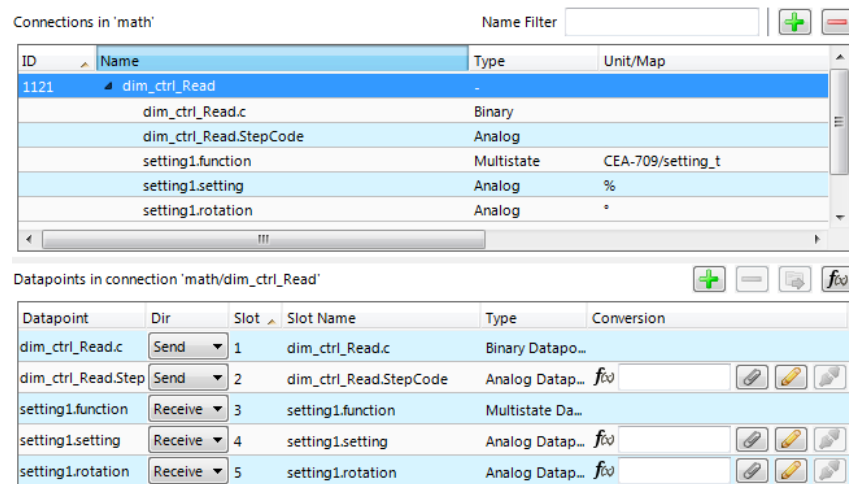 Connections in 'math' Name Filter
ID Name Type Unit/Map
1121 dim_ctrl_Read -
dim_ctrl_Read.c Binary
dim_ctrl_Read.StepCode Analog
setting1.function Multistate CEA-709/setting_t
setting1.setting Analog %
setting1.rotation Analog °
Datapoints in connection 'math/dim_ctrl_Read' f(x)
Datapoint Dir Slot Slot Name Type Conversion
dim_ctrl_Read.c Send 1 dim_ctrl_Read.c Binary Datapo...
dim_ctrl_Read.Step Send 2 dim_ctrl_Read.StepCode Analog Datap... f(x)
setting1.function Receive 3 setting1.function Multistate Da...
setting1.setting Receive 4 setting1.setting Analog Datap... f(x)
setting1.rotation Receive 5 setting1.rotation Analog Datap... f(x)